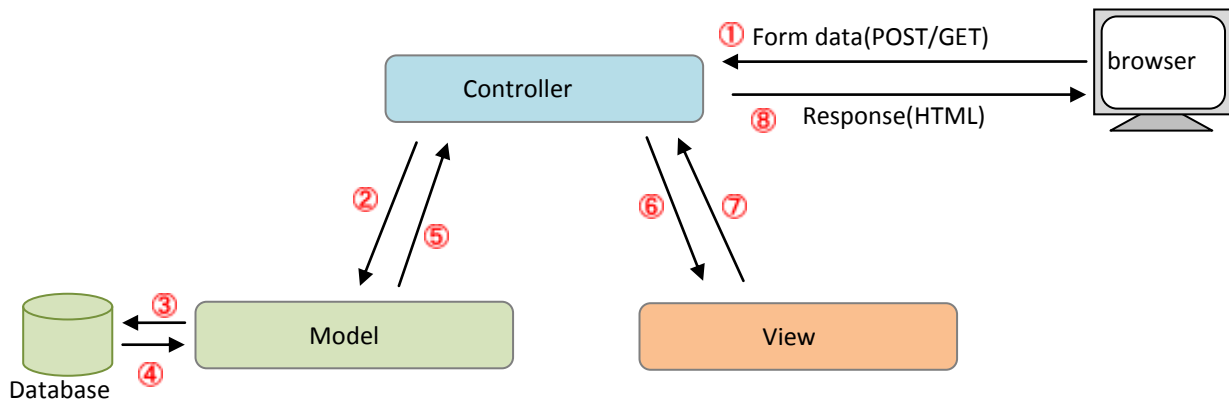 ① Form data(POST/GET)
browser
Controller
⑧ Response(HTML)
②
⑤
⑥
⑦
③
Model
View
④
Database